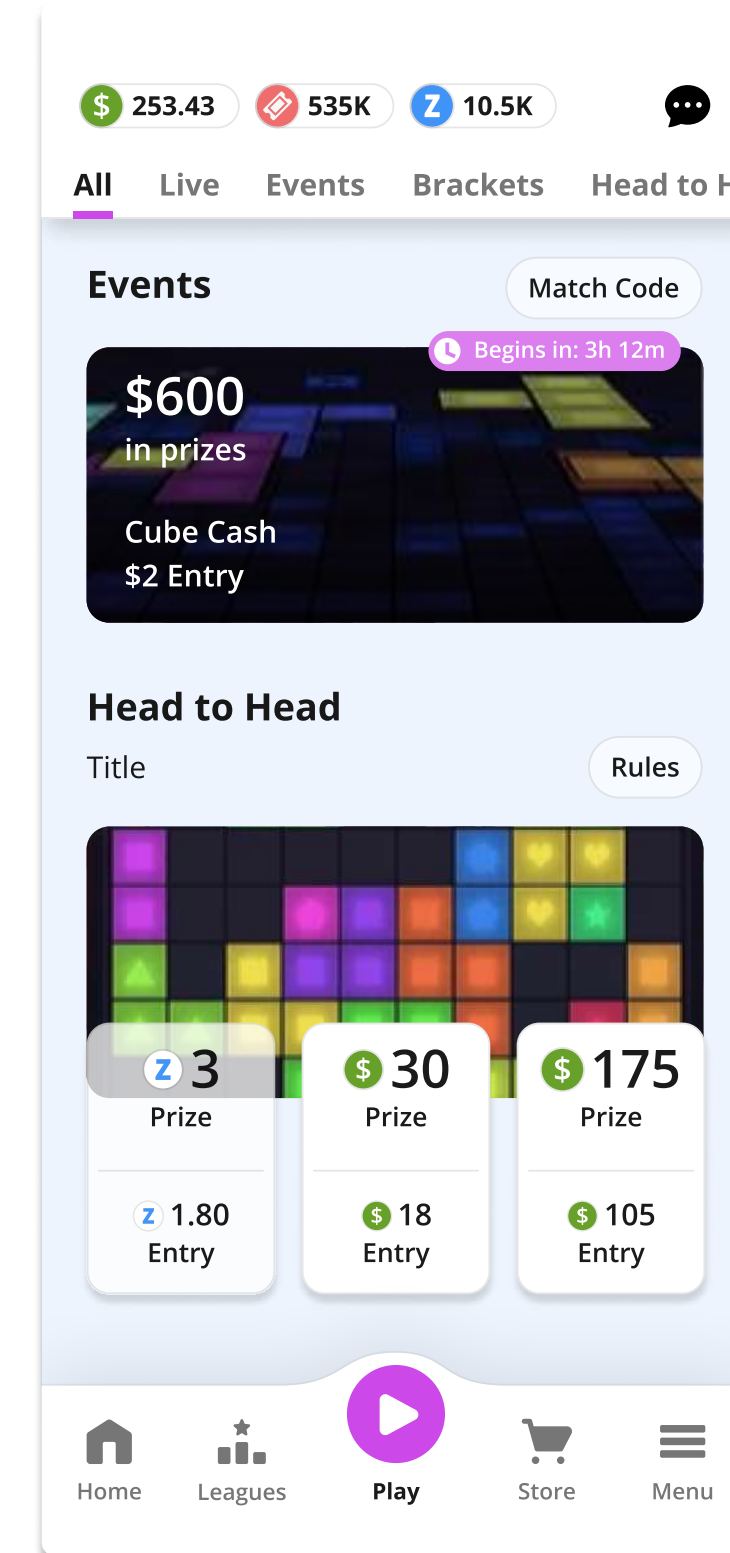 $ 253.43 535K Z 10.5K
All Live Events Brackets Head to H
Events
Match Code
Begins in: 3h 12m
$600
in prizes
Cube Cash
$2 Entry
Head to Head
Title
Rules
Z 3 $ 30 $ 175
Prize Prize Prize
Z 1.80 $ 18 $ 105
Entry Entry Entry
Home Leagues Play Store Menu